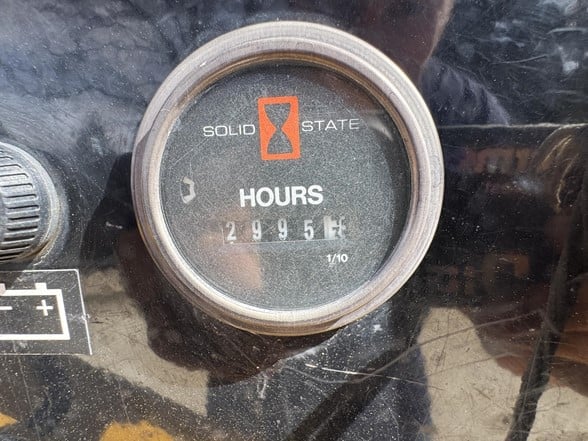 SOLID STATE
HOURS
2995
1/10
- +